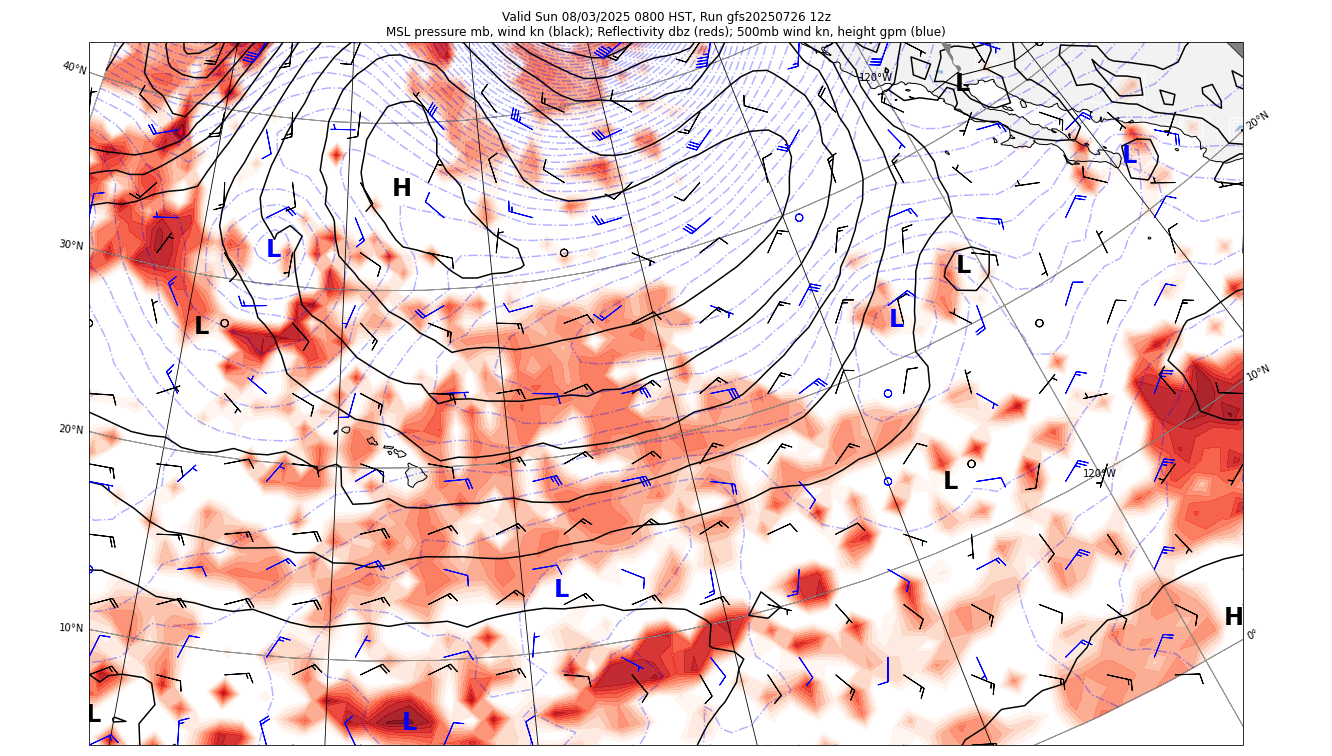 Valid Sun 08/03/2025 0800 HST, Run gfs20250726 12z
MSL pressure mb, wind kn (black); Reflectivity dbz (reds); 500mb wind kn, height gpm (blue)
40°N
120°W
L
20°N
L
H
30°N
L
L
L
L
10°N
20°N
120°W
L
L
10°N
H
0°
L
L